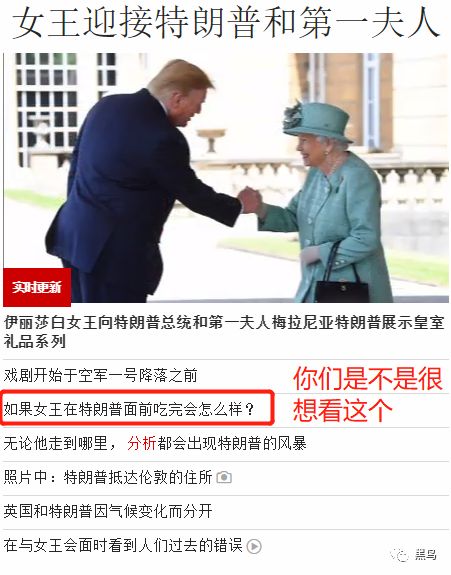 女王迎接特朗普和第一夫人
实时更新
伊丽莎白女王向特朗普总统和第一夫人梅拉尼亚特朗普展示皇室
礼品系列
戏剧开始于空军一号降落之前
你们是不是很
想看这个
如果女王在特朗普面前吃完会怎么样？
无论他走到哪里，分析都会出现特朗普的风暴
照片中：特朗普抵达伦敦的住所
英国和特朗普因气候变化而分开
在与女王会面时看到人们过去的错误
黑鸟